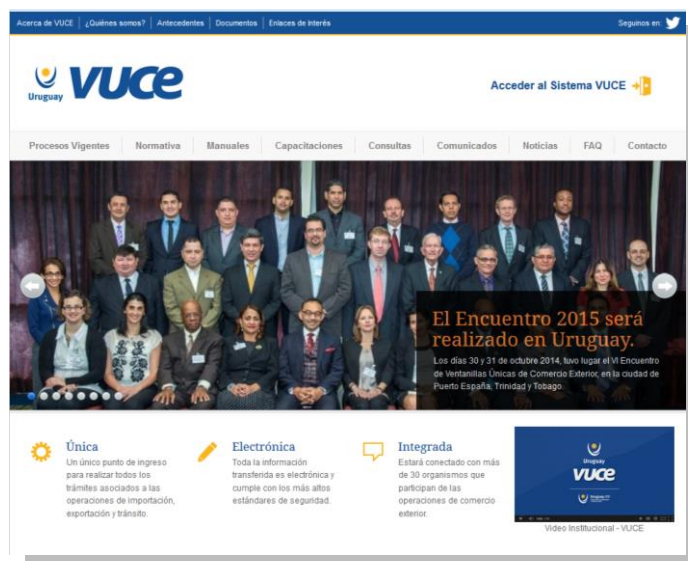 Acerca de VUCE
¿Quiénes somos?
Antecedentes
Documentos
Enlaces de Interés
Seguinos en:
Uruguay
vuce
Acceder al Sistema VUCE
Procesos Vigentes
Normativa
Manuales
Capacitaciones
Consultas
Comunicados
Noticias
FAQ
Contacto
El Encuentro 2015 será
realizado en Uruguay.
Los días 30 y 31 de octubre 2014, tuvo lugar el VI Encuentro
de Ventanillas Únicas de Comercio Exterior, en la ciudad de
Puerto España, Trinidad y Tobago.
Única
Un único punto de ingreso
para realizar todos los
trámites asociados a las
operaciones de importación,
exportación y tránsito.
Electrónica
Toda la información
transferida es electrónica y
cumple con los más altos
estándares de seguridad.
Integrada
Estará conectado con más
de 30 organismos que
participan de las
operaciones de comercio
exterior.
Uruguay
vuce
Video Institucional - VUCE